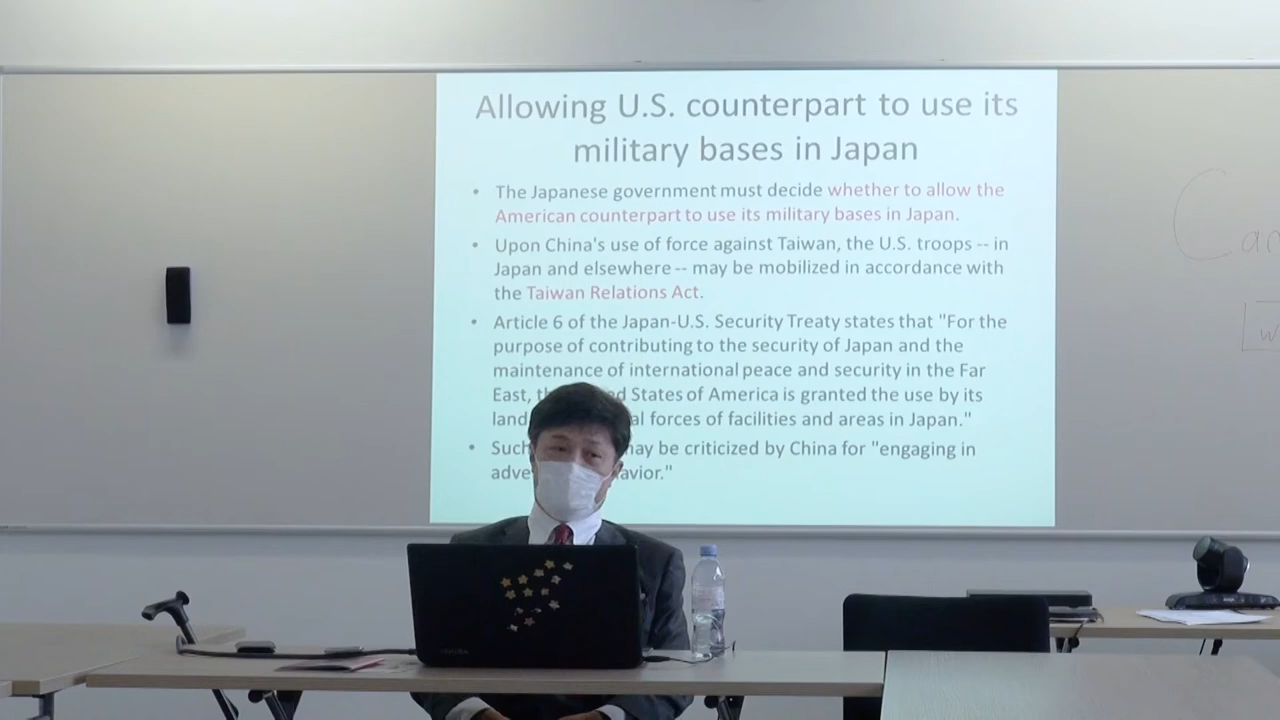 Allowing U.S. counterpart to use its
military bases in Japan
• The Japanese government must decide whether to allow the
American counterpart to use its military bases in Japan.
• Upon China's use of force against Taiwan, the U.S. troops -- in
Japan and elsewhere -- may be mobilized in accordance with
the Taiwan Relations Act.
• Article 6 of the Japan-U.S. Security Treaty states that "For the
purpose of contributing to the security of Japan and the
maintenance of international peace and security in the Far
East, th d States of America is granted the use by its
land al forces of facilities and areas in Japan."
• Such may be criticized by China for "engaging in
adve avior."